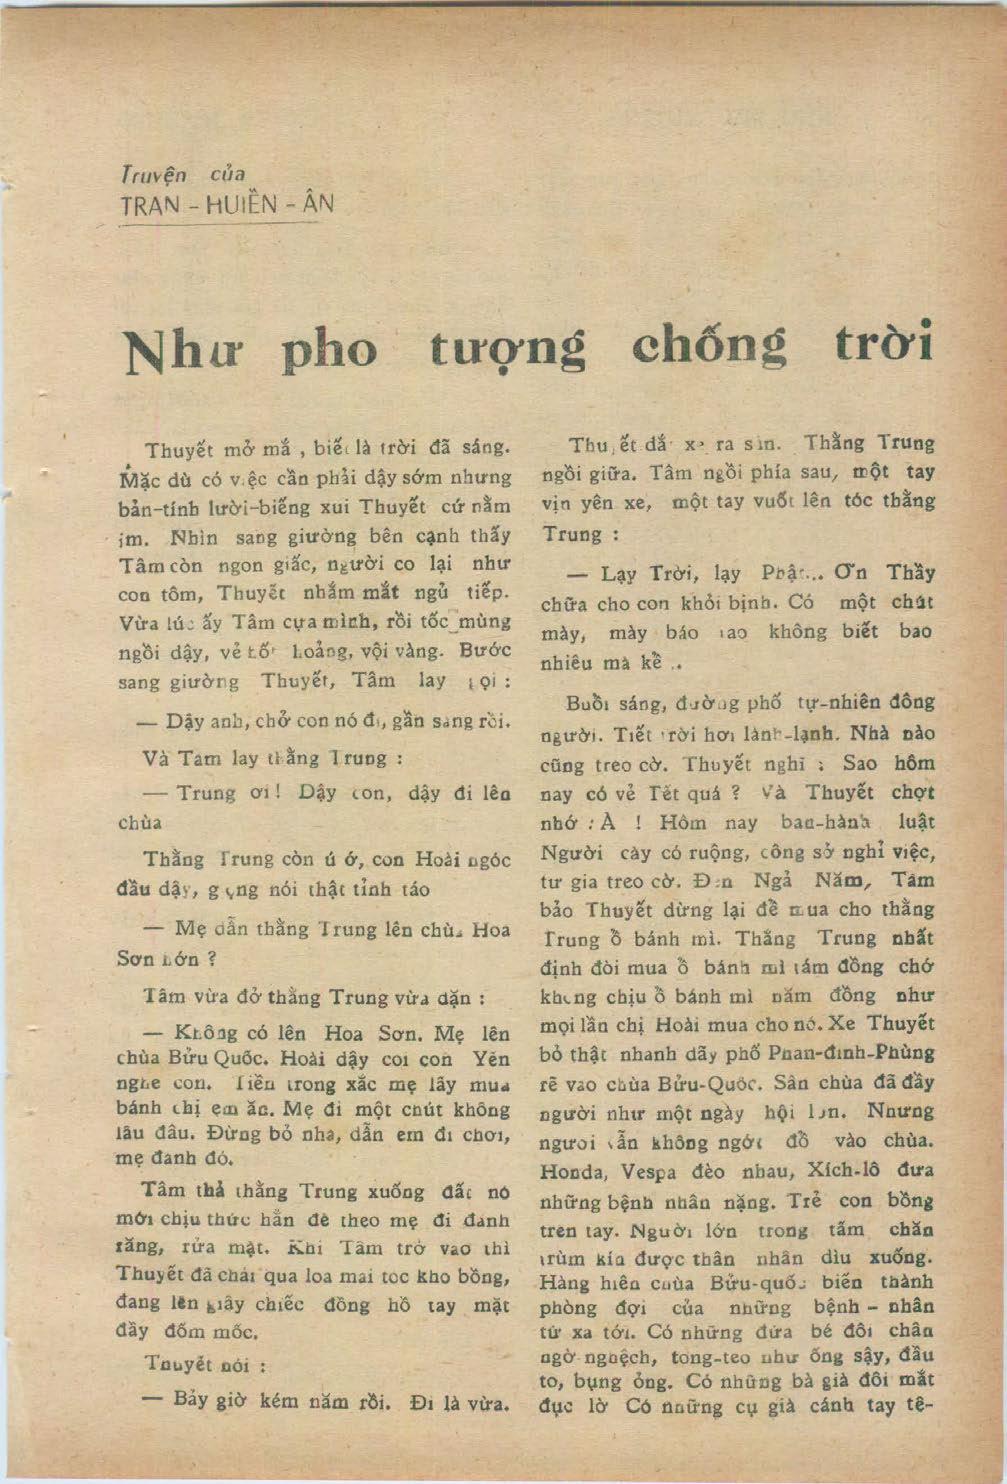 Truyện của
TRAN - HUIỀN - ÂN
Như pho tượng chống trời
Thuyết mở mắ , biết là trời đã sáng.
Mặc dù có việc cần phải dậy sớm nhưng
bản-tính lười-biếng xui Thuyết cứ nằm
im. Nhìn sang giường bên cạnh thấy
Tâm còn ngon giấc, người co lại như
con tôm, Thuyết nhắm mắt ngủ tiếp.
Vừa lúc ấy Tâm cựa mình, rồi tốc mùng
ngồi dậy, vẻ hoảng, vội vàng. Bước
sang giường Thuyết, Tâm lay gọi :
— Dậy anh, chở con nó đi, gần sáng rồi.
Và Tam lay thằng Trung :
— Trung ơi ! Dậy con, dậy đi lên
chùa
Thằng Trung còn ú ớ, con Hoài ngóc
đầu dậy, giọng nói thật tỉnh táo
— Mẹ dẫn thằng Trung lên chùa Hoa
Sơn hớn ?
Tâm vừa đở thằng Trung vừa dặn :
— Không có lên Hoa Sơn. Mẹ lên
chùa Bửu Quốc. Hoài dậy coi con Yên
nghe con. Tiền trong xắc mẹ lấy mua
bánh chị em ăn. Mẹ đi một chút không
lâu đâu. Đừng bỏ nhà, dẫn em đi chơi,
mẹ đanh đó.
Tâm thả thằng Trung xuống đất nó
mới chịu thức hẳn để theo mẹ đi đánh
răng, rửa mặt. Khi Tâm trở vao thì
Thuyết đã chải qua loa mái tóc kho bồng,
đang lên giây chiếc đồng hồ tay mặt
đầy đốm mốc.
Thuyết nói :
— Bảy giờ kém năm rồi. Đi là vừa.
Thuyết dắt xe ra sân. Thằng Trung
ngồi giữa. Tâm ngồi phía sau, một tay
vịn yên xe, một tay vuốt lên tóc thằng
Trung :
— Lạy Trời, lạy Phật... Ơn Thầy
chữa cho con khỏi bịnh. Có một chút
mày, mày báo hao không biết bao
nhiêu mà kể ..
Buổi sáng, đường phố tự-nhiên đông
người. Tiết trời hơi lành-lạnh. Nhà nào
cũng treo cờ. Thuyết nghĩ : Sao hôm
nay có vẻ Tết quá ? Và Thuyết chợt
nhớ : À ! Hôm nay ban-hành luật
Người cày có ruộng, công sở nghỉ việc,
tư gia treo cờ. Đến Ngả Năm, Tâm
bảo Thuyết dừng lại để mua cho thằng
Trung ổ bánh mì. Thằng Trung nhất
định đòi mua ổ bánh mì tám đồng chớ
không chịu ổ bánh mì năm đồng như
mọi lần chị Hoài mua cho nó. Xe Thuyết
bỏ thật nhanh dãy phố Phan-đình-Phùng
rẽ vào chùa Bửu-Quốc. Sân chùa đã đầy
người như một ngày hội lớn. Nhưng
người vẫn không ngớt đổ vào chùa.
Honda, Vespa đèo nhau, Xích-lô đưa
những bệnh nhân nặng. Trẻ con bồng
trên tay. Người lớn trong tấm chăn
trùm kín được thân nhân dìu xuống.
Hàng hiên chùa Bửu-quốc biến thành
phòng đợi của những bệnh - nhân
từ xa tới. Có những đứa bé đôi chân
ngờ nghệch, tong-teo như ống sậy, đầu
to, bụng ỏng. Có những bà già đôi mắt
đục lờ Có những cụ già cánh tay tê-